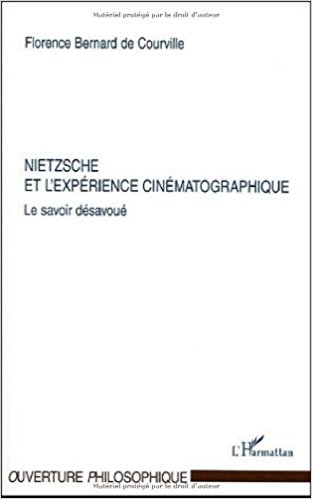 Matériel protégé par le droit d'auteur
Florence Bernard de Courville
NIETZSCHE
ET L'EXPÉRIENCE CINÉMATOGRAPHIQUE
Le savoir désavoué
L'Harmattan
OUVERTURE PHILOSOPHIQUE
Matériel protégé par le droit d'auteur